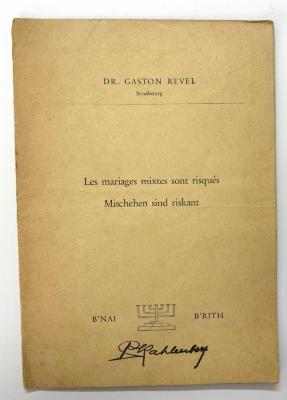 DR. GASTON REVEL
Strasbourg
Les mariages mixtes sont risqués
Mischehen sind riskant
B'NAI B'RITH